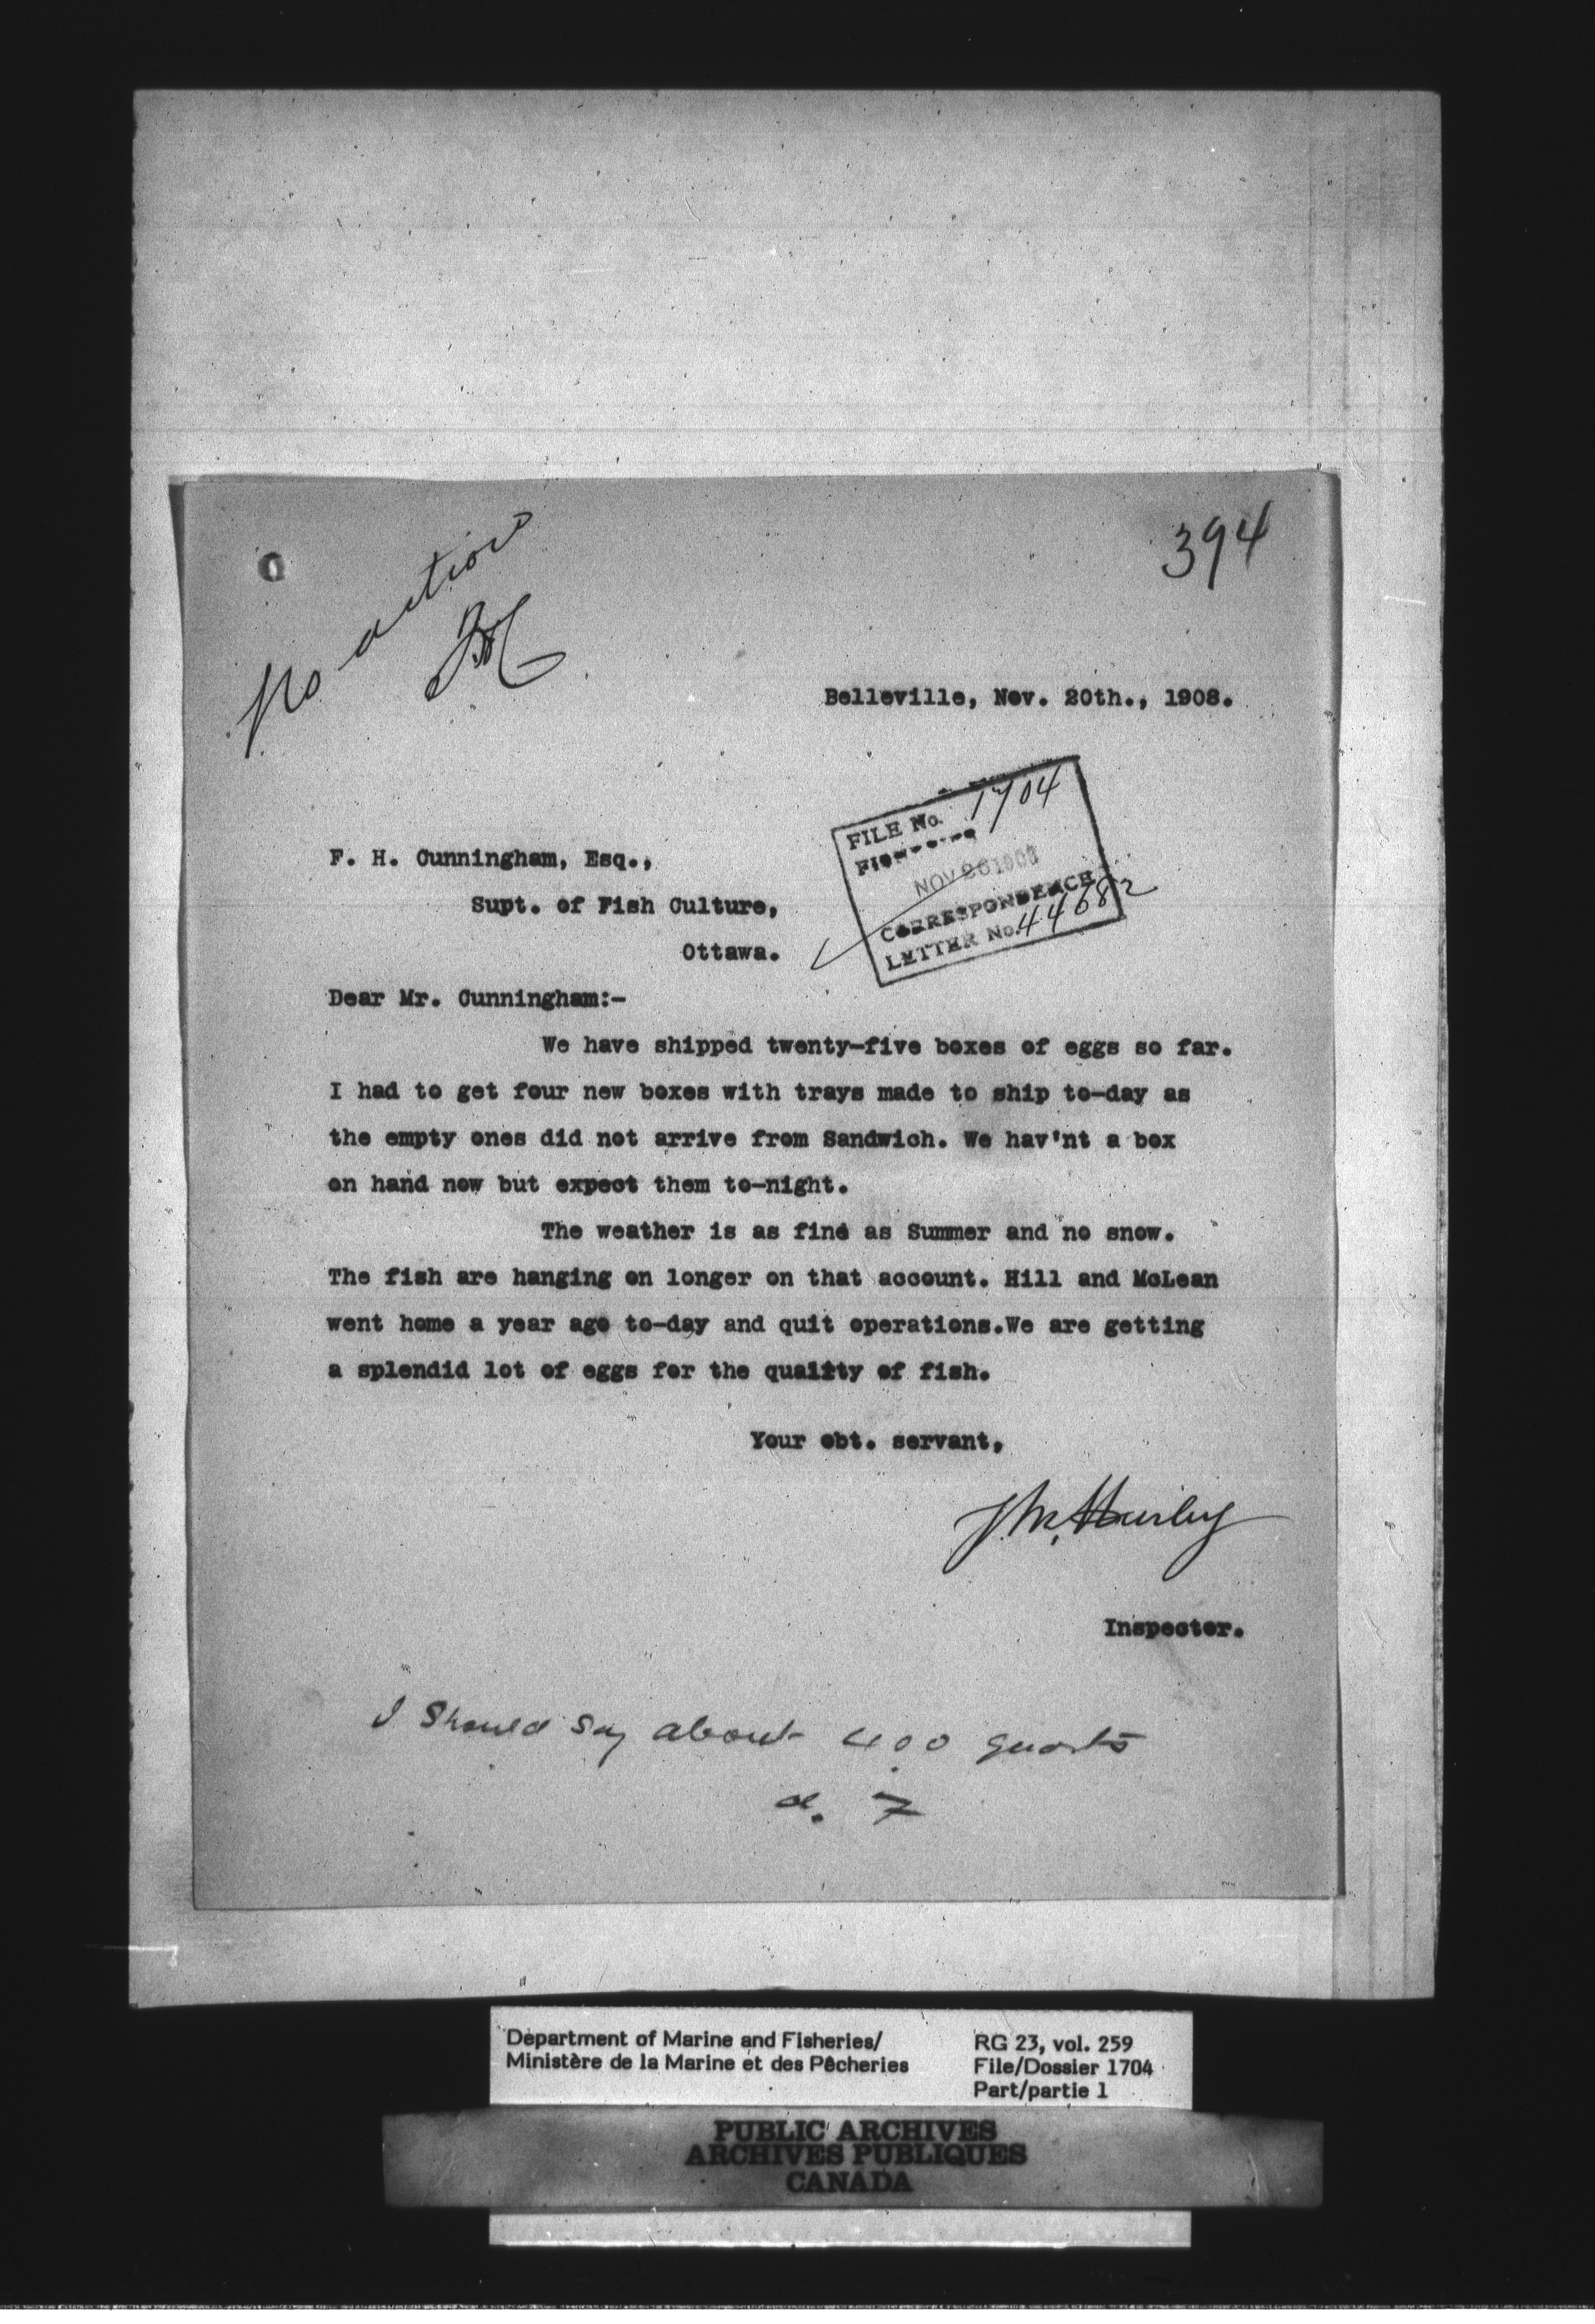 No action
394
Belleville, Nov. 20th., 1908.
FILE No. 1704
NOV 26 1908
CORRESPONDENCE
LETTER No. 44682
F. H. Cunningham, Esq.,
Supt. of Fish Culture,
Ottawa.
Dear Mr. Cunningham:-
We have shipped twenty-five boxes of eggs so far.
I had to get four new boxes with trays made to ship to-day as
the empty ones did not arrive from Sandwich. We hav'nt a box
on hand now but expect them to-night.
The weather is as fine as Summer and no snow.
The fish are hanging on longer on that account. Hill and McLean
went home a year ago to-day and quit operations.We are getting
a splendid lot of eggs for the quality of fish.
Your obt. servant,
Hurley
Inspector.
I Should Say about 400 quarts
Department of Marine and Fisheries/
Ministère de la Marine et des Pêcheries
RG 23, vol. 259
File/Dossier 1704
Part/partie 1
PUBLIC ARCHIVES
ARCHIVES PUBLIQUES
CANADA